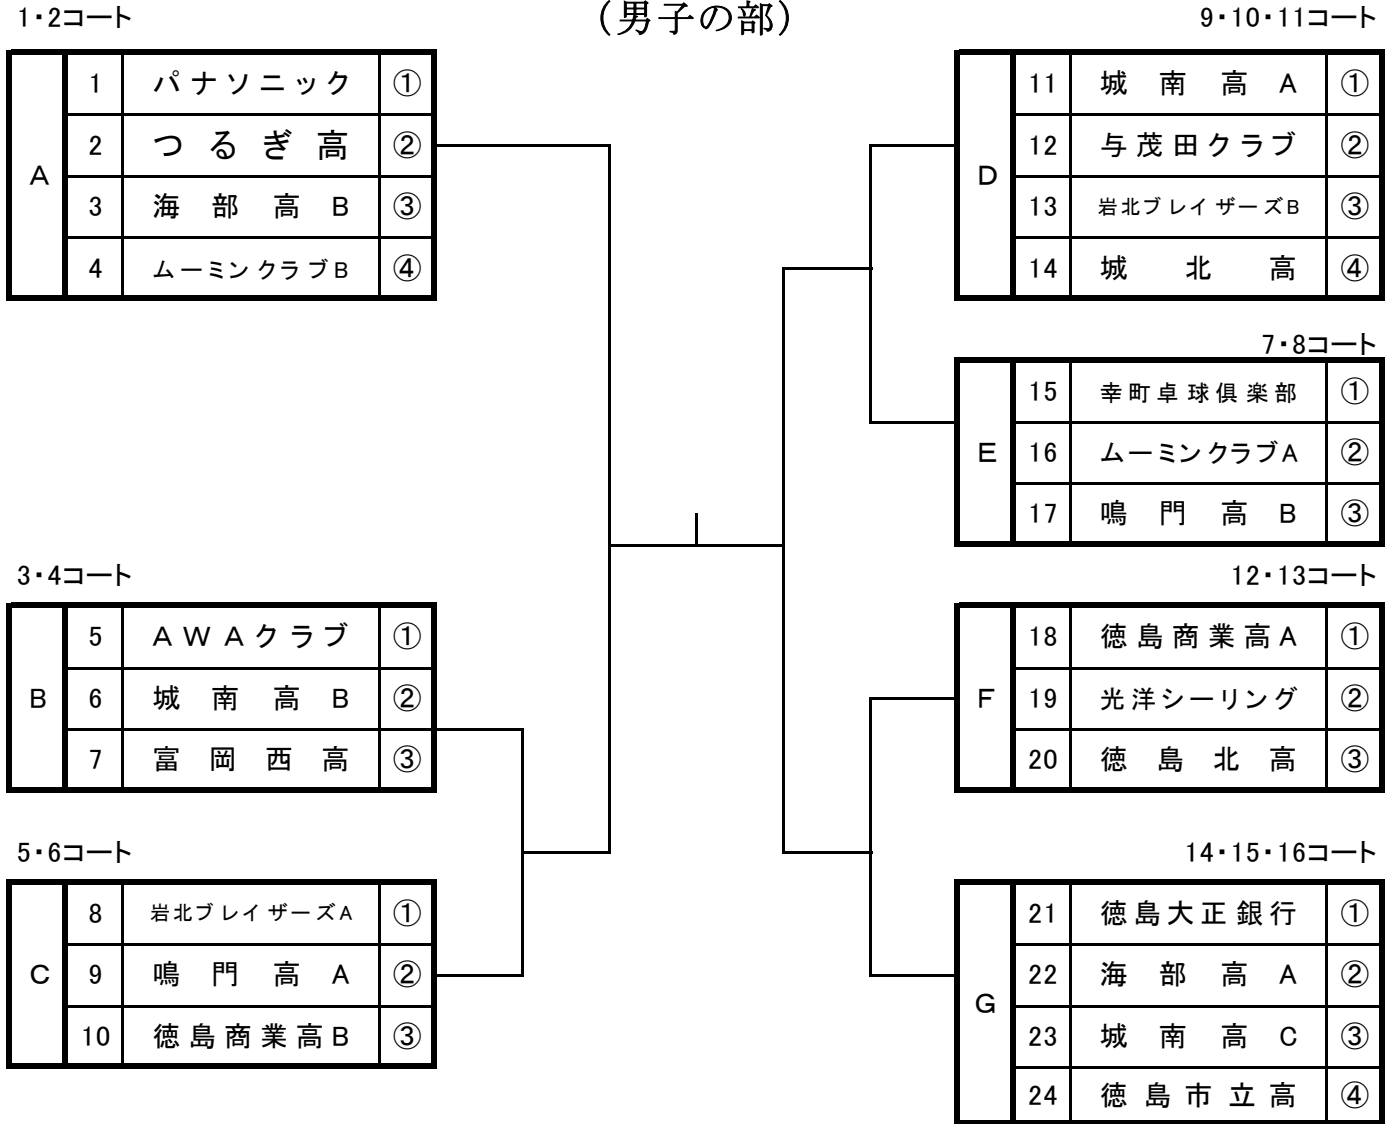 (男子の部)
1・2コート
A
1 パナソニック ①
2 つるぎ高 ②
3 海部高B ③
4 ムーミンクラブB ④
3・4コート
B
5 AWAクラブ ①
6 城南高B ②
7 富岡西高 ③
5・6コート
C
8 岩北ブレイザーズA ①
9 鳴門高A ②
10 徳島商業高B ③
9・10・11コート
D
11 城南高A ①
12 与茂田クラブ ②
13 岩北ブレイザーズB ③
14 城北高 ④
7・8コート
E
15 幸町卓球俱楽部 ①
16 ムーミンクラブA ②
17 鳴門高B ③
12・13コート
F
18 徳島商業高A ①
19 光洋シーリング ②
20 徳島北高 ③
14・15・16コート
G
21 徳島大正銀行 ①
22 海部高A ②
23 城南高C ③
24 徳島市立高 ④